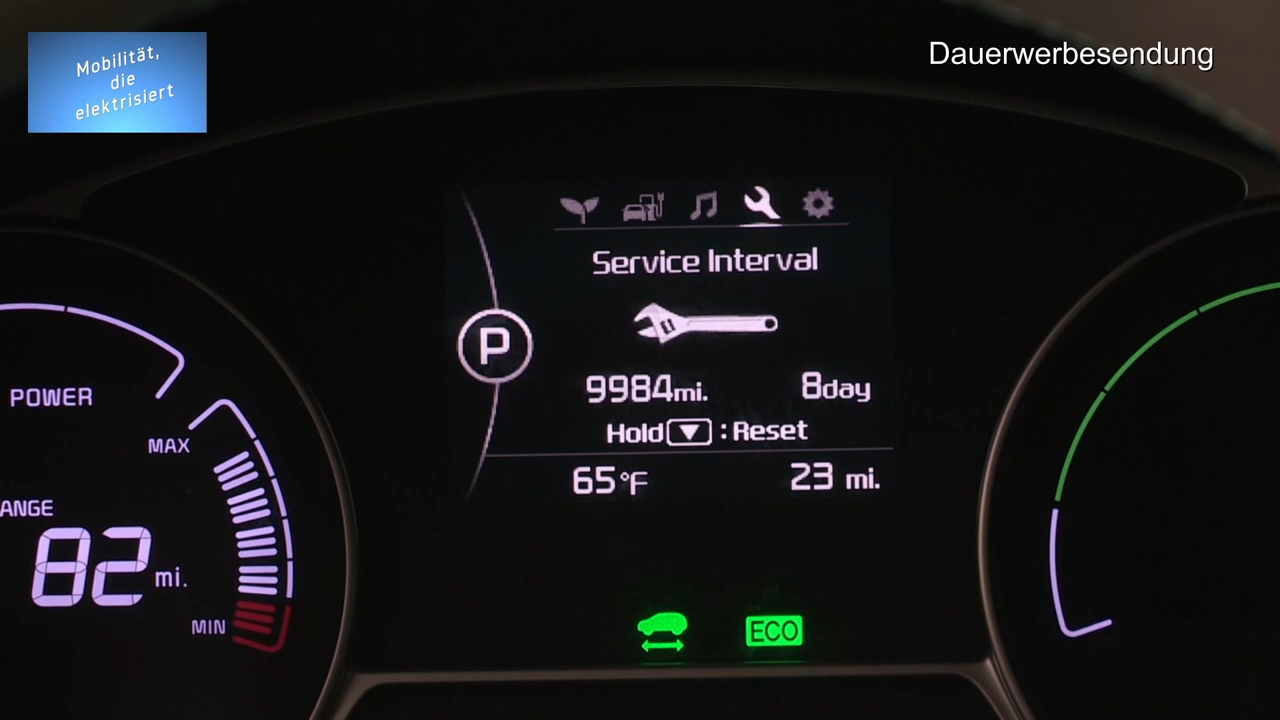 Mobilität,
die
elektrisiert
Dauerwerbesendung
Service Interval
P
9984mi. 8day
Hold ▼ : Reset
65°F 23 mi.
POWER
MAX
ANGE
82 mi.
MIN
ECO